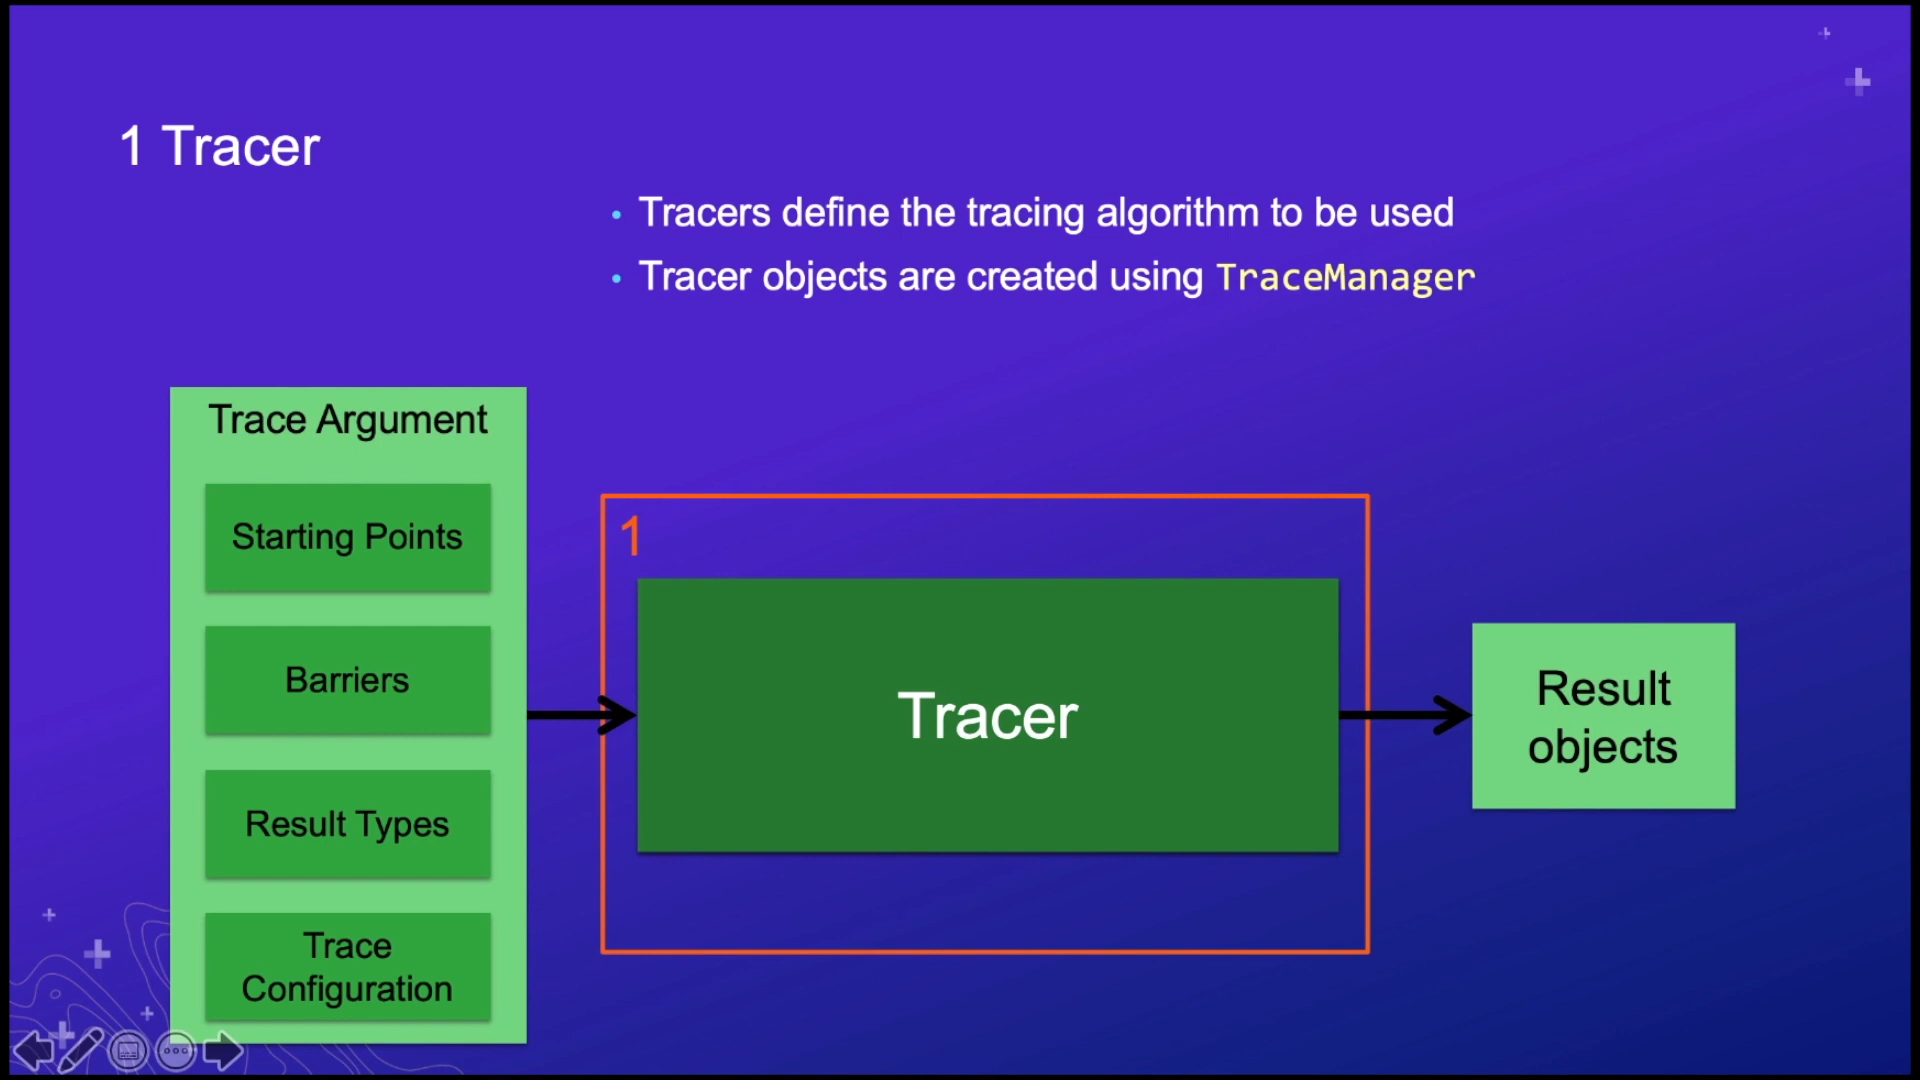 1 Tracer
• Tracers define the tracing algorithm to be used
• Tracer objects are created using TraceManager
Trace Argument
Starting Points
Barriers
Result Types
Trace
Configuration
1
Tracer
Result
objects